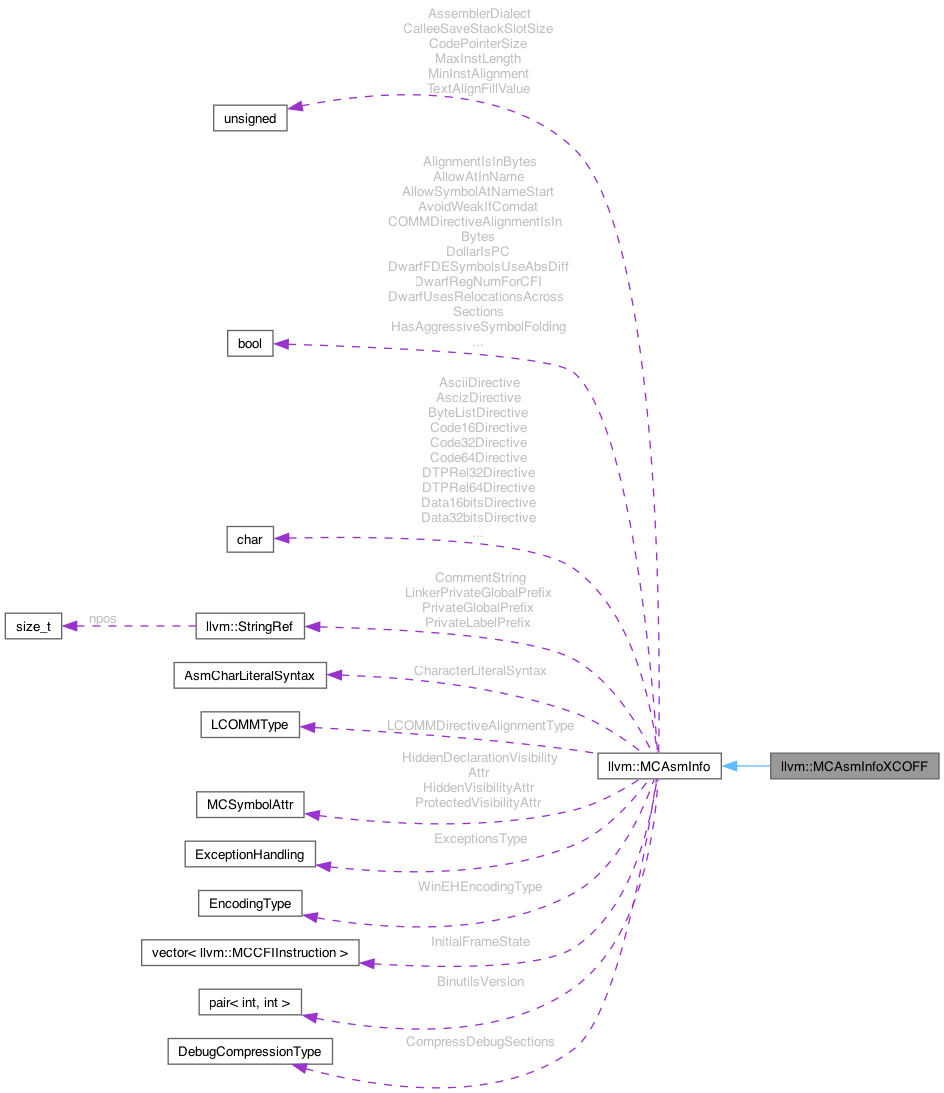 AssemblerDialect
CalleeSaveStackSlotSize
CodePointerSize
MaxInstLength
MinInstAlignment
TextAlignFillValue
unsigned
AlignmentIsInBytes
AllowAtInName
AllowSymbolAtNameStart
AvoidWeakIfComdat
COMMDirectiveAlignmentIsIn
Bytes
DollarIsPC
DwarfFDESymbolsUseAbsDiff
DwarfRegNumForCFI
DwarfUsesRelocationsAcross
Sections
HasAggressiveSymbolFolding
...
bool
AsciiDirective
AscizDirective
ByteListDirective
Code16Directive
Code32Directive
Code64Directive
DTPRel32Directive
DTPRel64Directive
Data16bitsDirective
Data32bitsDirective
...
char
CommentString
LinkerPrivateGlobalPrefix
PrivateGlobalPrefix
PrivateLabelPrefix
size_t
npos
llvm::StringRef
CharacterLiteralSyntax
AsmCharLiteralSyntax
LCOMMDirectiveAlignmentType
LCOMMType
HiddenDeclarationVisibility
Attr
HiddenVisibilityAttr
ProtectedVisibilityAttr
llvm::MCAsmInfo
llvm::MCAsmInfoXCOFF
MCSymbolAttr
ExceptionsType
ExceptionHandling
WinEHEncodingType
EncodingType
InitialFrameState
vector< llvm::MCCFIInstruction >
BinutilsVersion
pair< int, int >
CompressDebugSections
DebugCompressionType